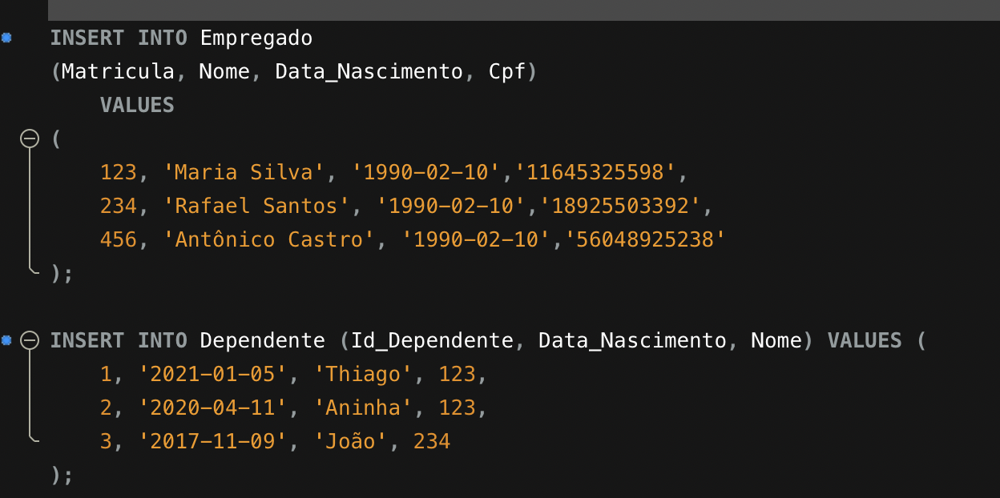 INSERT INTO Empregado
(Matricula, Nome, Data_Nascimento, Cpf)
VALUES
(
123, 'Maria Silva', '1990-02-10','11645325598',
234, 'Rafael Santos', '1990-02-10','18925503392',
456, 'Antônico Castro', '1990-02-10','56048925238'
);
INSERT INTO Dependente (Id_Dependente, Data_Nascimento, Nome) VALUES (
1, '2021-01-05', 'Thiago', 123,
2, '2020-04-11', 'Aninha', 123,
3, '2017-11-09', 'João', 234
);